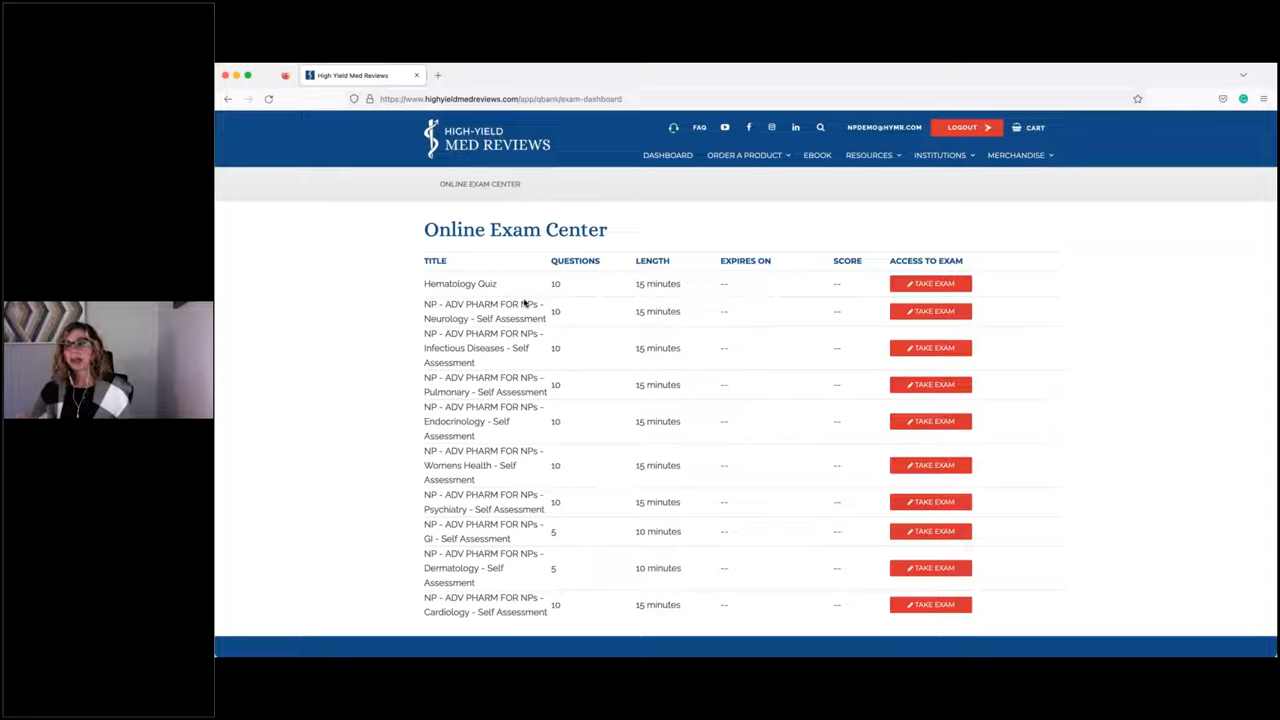 High Yield Med Reviews
https://www.highyieldmedreviews.com/app/qbank/exam-dashboard
HIGH-YIELD
MED REVIEWS
FAQ
NPDEMO@HYMR.COM
LOGOUT
CART
DASHBOARD
ORDER A PRODUCT
EBOOK
RESOURCES
INSTITUTIONS
MERCHANDISE
ONLINE EXAM CENTER
Online Exam Center
TITLE QUESTIONS LENGTH EXPIRES ON SCORE ACCESS TO EXAM
Hematology Quiz 10 15 minutes -- -- TAKE EXAM
NP - ADV PHARM FOR NPs -
Neurology - Self Assessment 10 15 minutes -- -- TAKE EXAM
NP - ADV PHARM FOR NPs -
Infectious Diseases - Self 10 15 minutes -- -- TAKE EXAM
Assessment
NP - ADV PHARM FOR NPs -
Pulmonary - Self Assessment 10 15 minutes -- -- TAKE EXAM
NP - ADV PHARM FOR NPs -
Endocrinology - Self 10 15 minutes -- -- TAKE EXAM
Assessment
NP - ADV PHARM FOR NPs -
Womens Health - Self 10 15 minutes -- -- TAKE EXAM
Assessment
NP - ADV PHARM FOR NPs -
Psychiatry - Self Assessment 10 15 minutes -- -- TAKE EXAM
NP - ADV PHARM FOR NPs -
GI - Self Assessment 5 10 minutes -- -- TAKE EXAM
NP - ADV PHARM FOR NPs -
Dermatology - Self 5 10 minutes -- -- TAKE EXAM
Assessment
NP - ADV PHARM FOR NPs -
Cardiology - Self Assessment 10 15 minutes -- -- TAKE EXAM